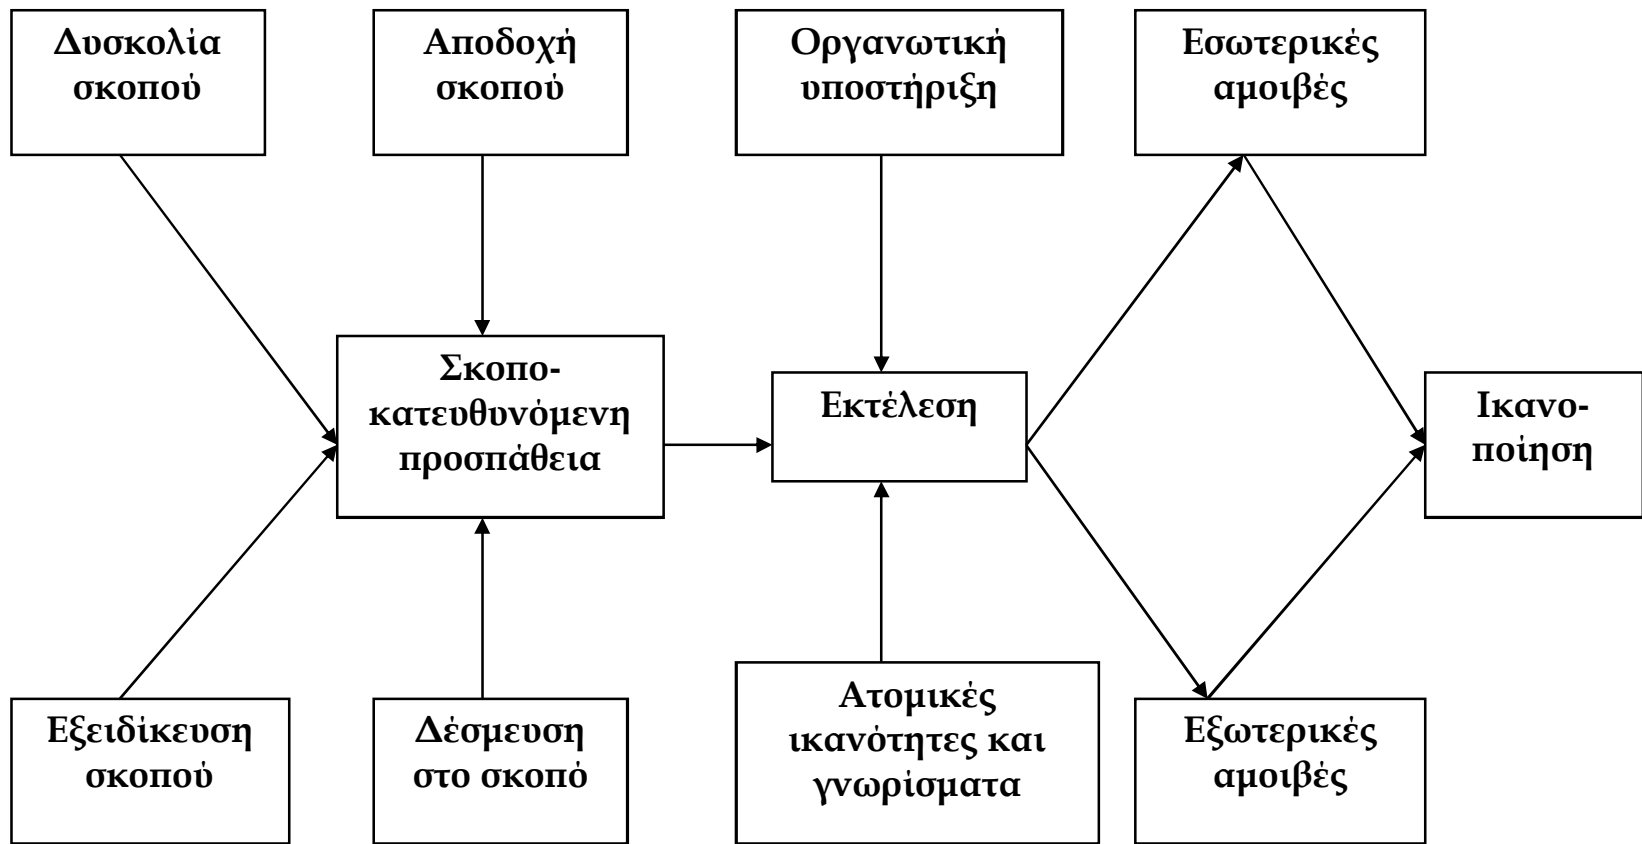 Δυσκολία
σκοπού
Αποδοχή
σκοπού
Οργανωτική
υποστήριξη
Εσωτερικές
αμοιβές
Σκοπο-
κατευθυνόμενη
προσπάθεια
Εκτέλεση
Ικανο-
ποίηση
Εξειδίκευση
σκοπού
Δέσμευση
στο σκοπό
Ατομικές
ικανότητες και
γνωρίσματα
Εξωτερικές
αμοιβές